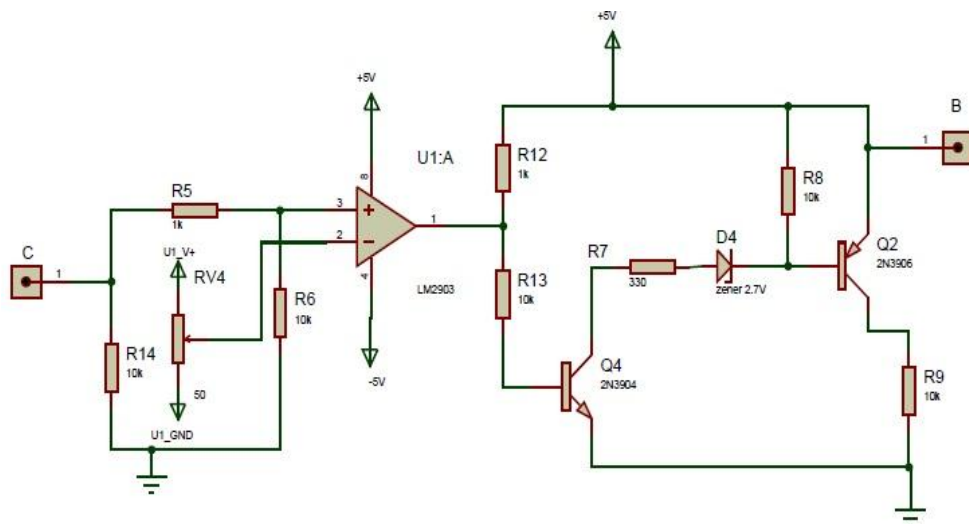 +5V
+5V
B
1
U1:A
R12
1k
8
R8
10k
R5
3
1
1k
2
D4
C
U1_V+
R7
Q2
1
RV4
4
LM2903
R13
2N3906
R6
330
zener 2.7V
10k
10k
R14
10k
-5V
Q4
R9
50
2N3904
10k
U1_GND